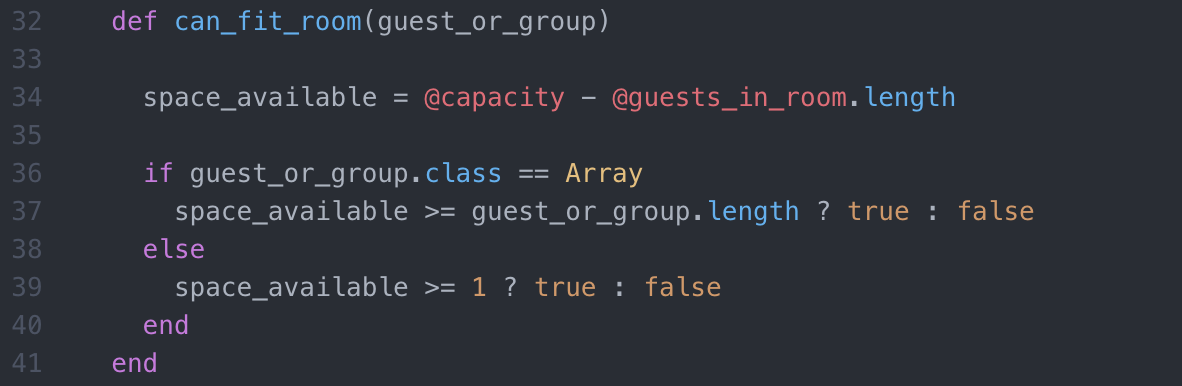 32 def can_fit_room(guest_or_group)
33
34 space_available = @capacity - @guests_in_room.length
35
36 if guest_or_group.class == Array
37 space_available >= guest_or_group.length ? true : false
38 else
39 space_available >= 1 ? true : false
40 end
41 end